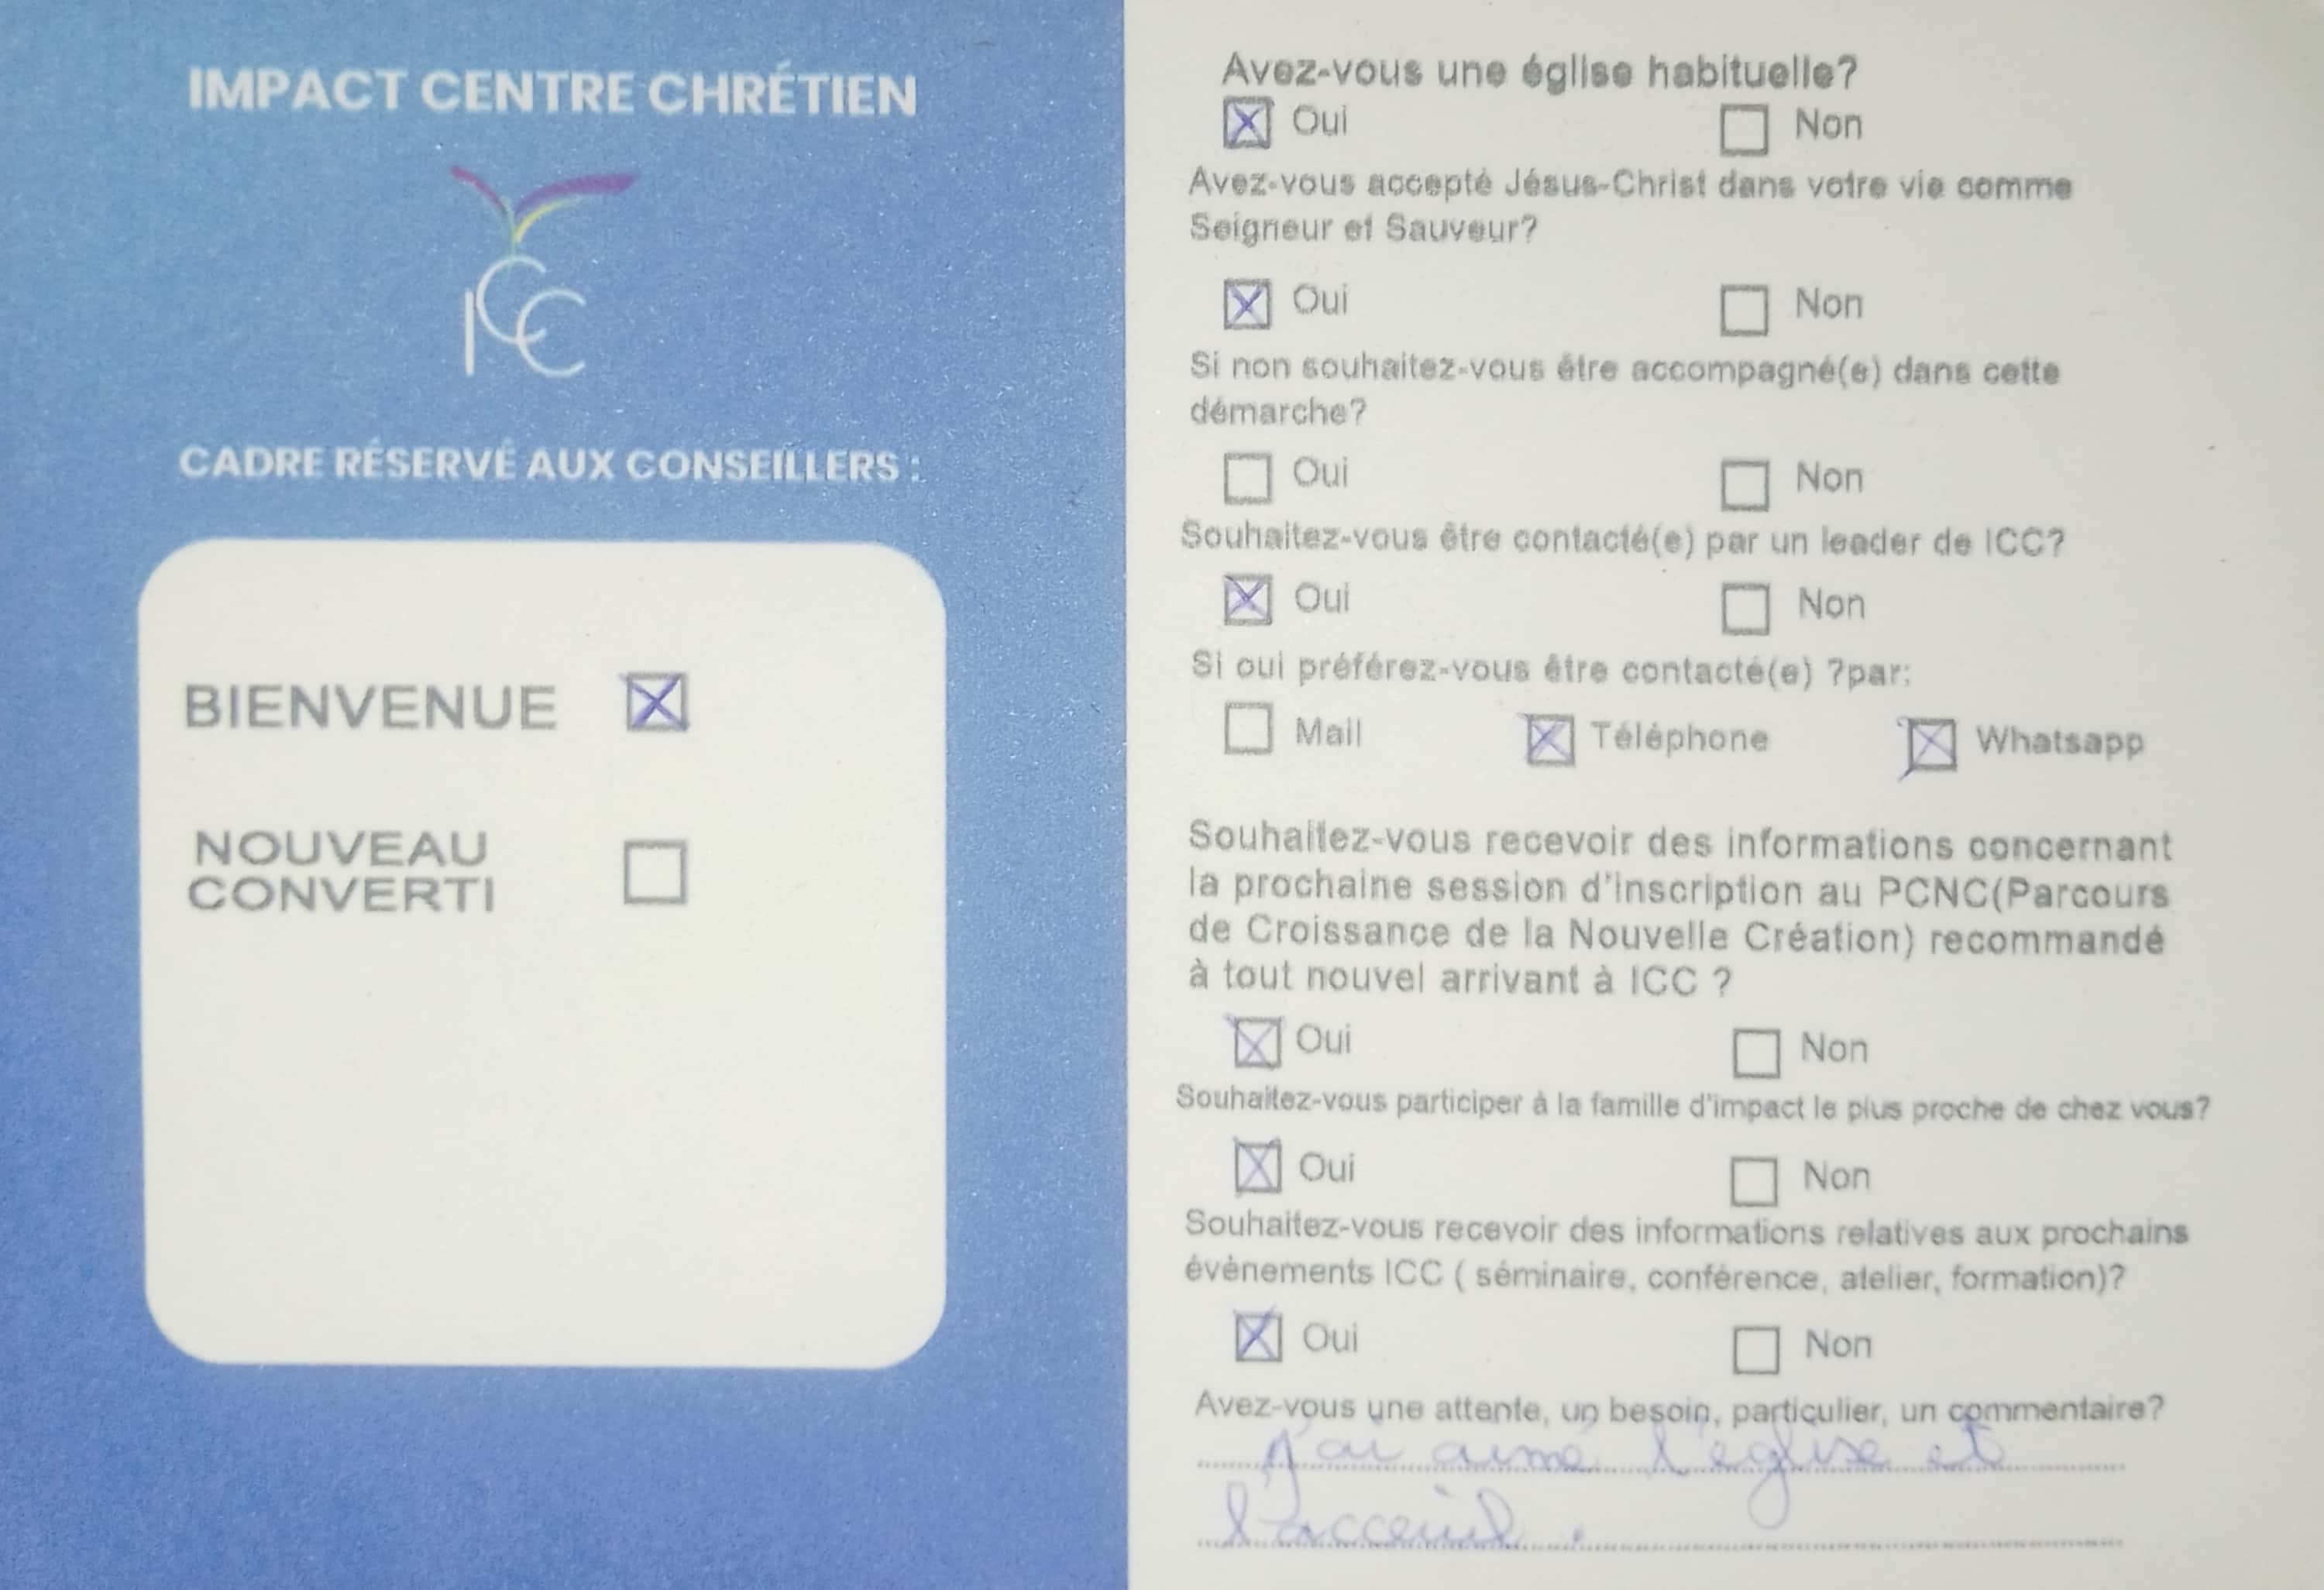 IMPACT CENTRE CHRÉTIEN
ICC
CADRE RÉSERVÉ AUX CONSEILLERS :
BIENVENUE
NOUVEAU
CONVERTI
Avez-vous une église habituelle?
Oui Non
Avez-vous accepté Jésus-Christ dans votre vie comme
Seigneur et Sauveur?
Oui Non
Si non souhaitez-vous être accompagné(e) dans cette
démarche?
Oui Non
Souhaitez-vous être contacté(e) par un leader de ICC?
Oui Non
Si oui préférez-vous être contacté(e) ?par:
Mail Téléphone Whatsapp
Souhaitez-vous recevoir des informations concernant
la prochaine session d'inscription au PCNC(Parcours
de Croissance de la Nouvelle Création) recommandé
à tout nouvel arrivant à ICC ?
Oui Non
Souhaitez-vous participer à la famille d'impact le plus proche de chez vous?
Oui Non
Souhaitez-vous recevoir des informations relatives aux prochains
évènements ICC ( séminaire, conférence, atelier, formation)?
Oui Non
Avez-vous une attente, un besoin, particulier, un commentaire?
j'ai aimé l'eglise et
l'acceuil.